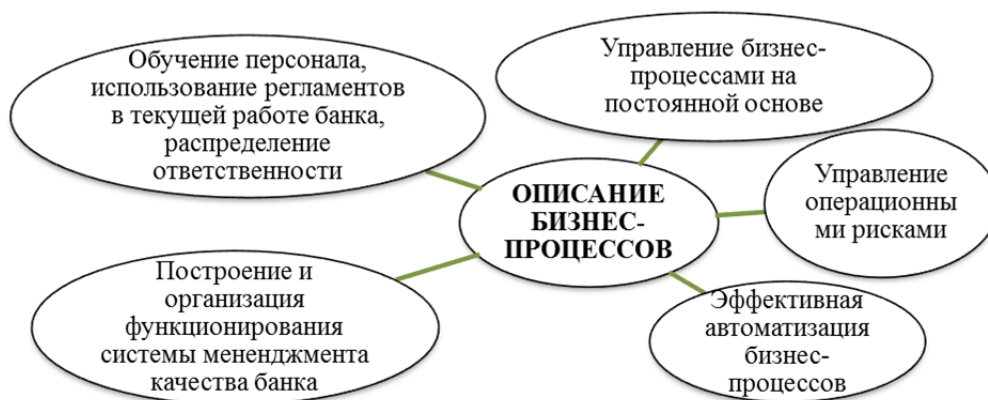 Обучение персонала,
использование регламентов
в текущей работе банка,
распределение
ответственности
Управление бизнес-
процессами на
постоянной основе
ОПИСАНИЕ
БИЗНЕС-
ПРОЦЕССОВ
Управление
операционны
ми рисками
Построение и
организация
функционирования
системы мененджмента
качества банка
Эффективная
автоматизация
бизнес-
процессов